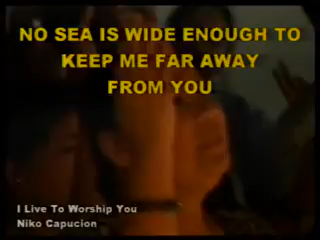 NO SEA IS WIDE ENOUGH TO
KEEP ME FAR AWAY
FROM YOU
I Live To Worship You
Niko Capucion